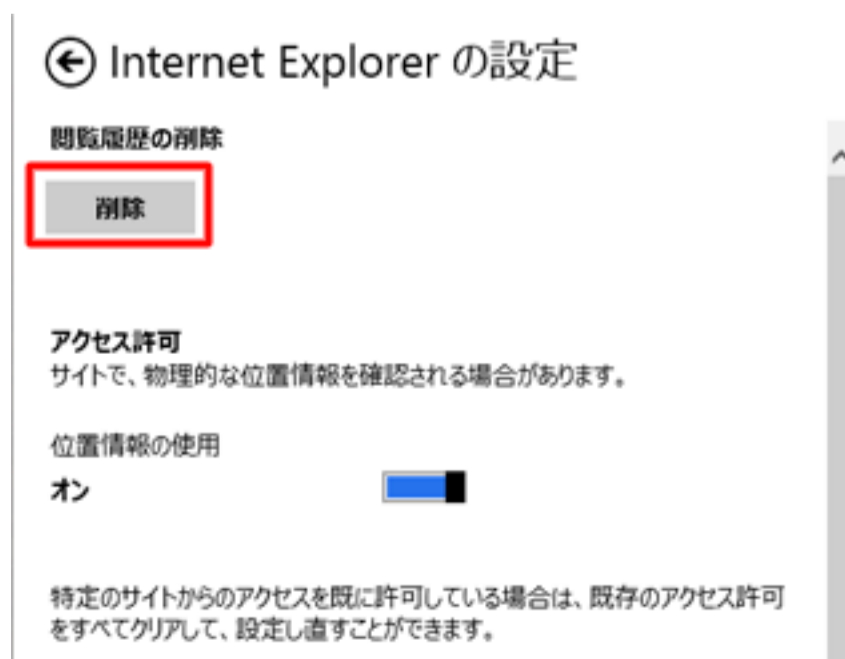 Internet Explorer の設定
閲覧履歴の削除
削除
アクセス許可
サイトで、物理的な位置情報を確認される場合があります。
位置情報の使用
オン
特定のサイトからのアクセスを既に許可している場合は、既存のアクセス許可
をすべてクリアして、設定し直すことができます。